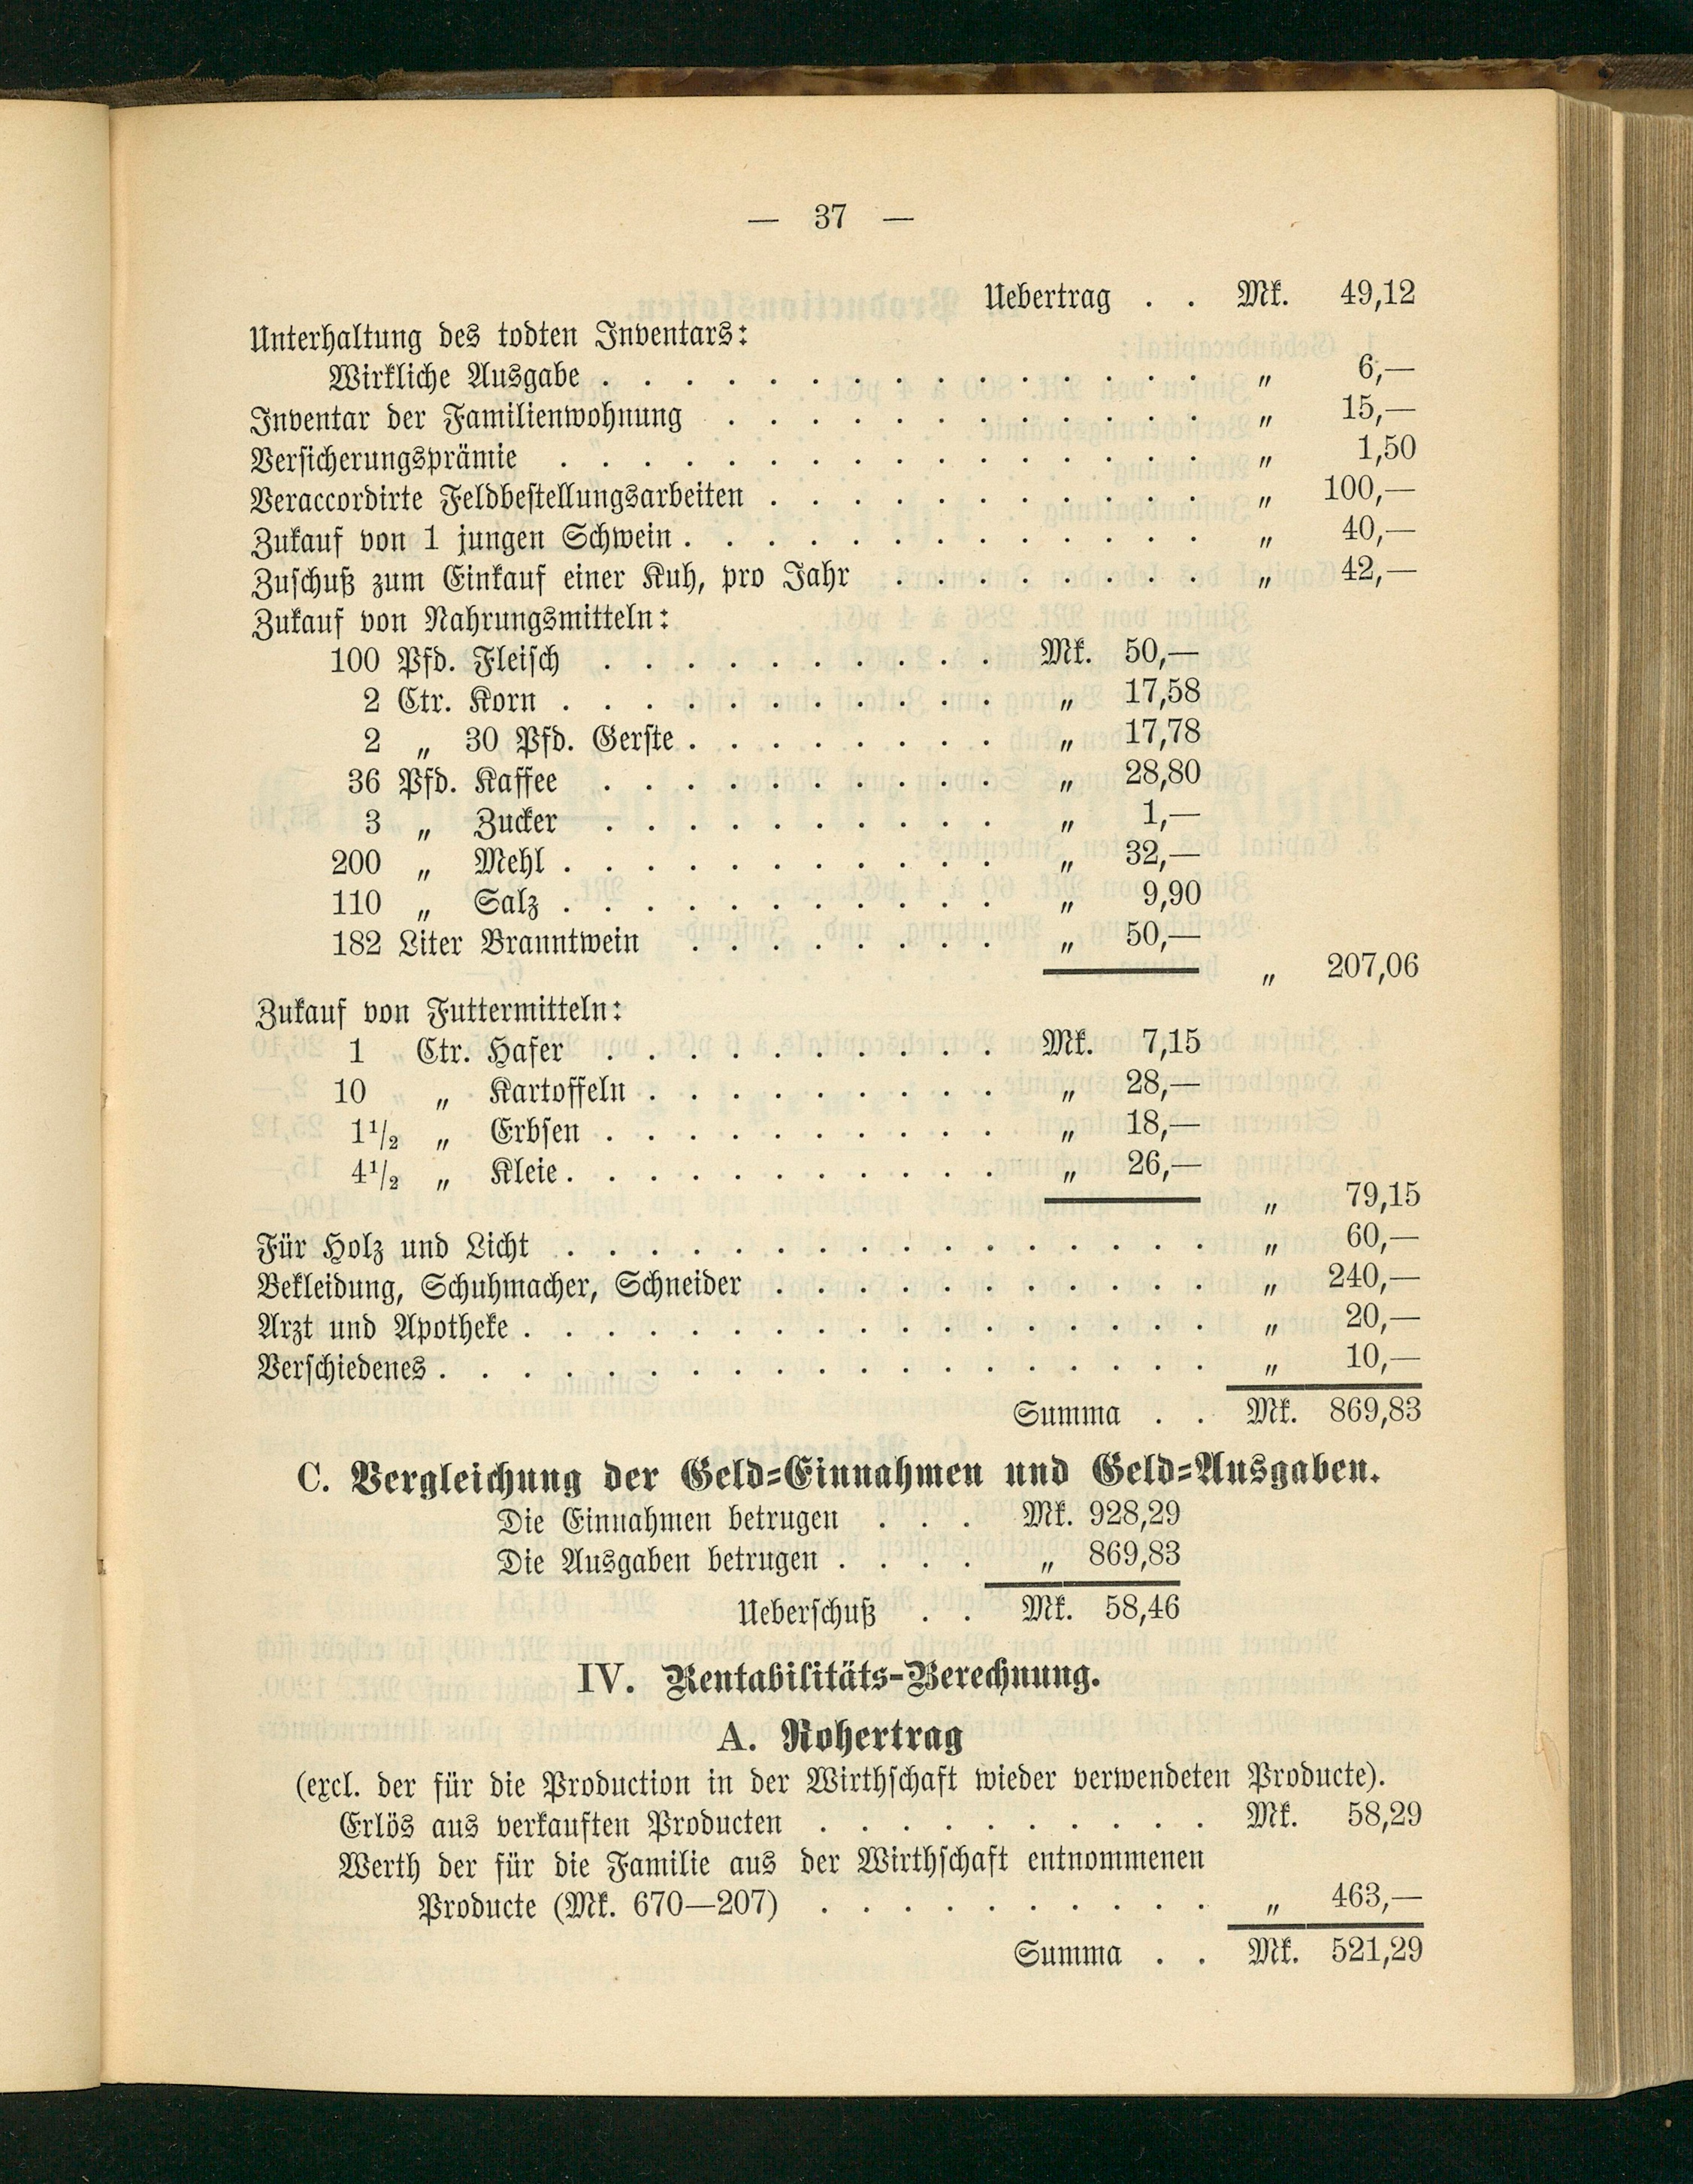 — 37 —
Uebertrag . . Mk. 49,12
Unterhaltung des todten Inventars:
Wirkliche Ausgabe . . . . . . . . . . . . . . . „ 6,—
Inventar der Familienwohnung . . . . . . . . . . . . „ 15,—
Versicherungsprämie . . . . . . . . . . . . . . . . „ 1,50
Veraccordirte Feldbestellungsarbeiten . . . . . . . . . . . „ 100,—
Zukauf von 1 jungen Schwein . . . . . . . . . . . . . „ 40,—
Zuschuß zum Einkauf einer Kuh, pro Jahr . . . . . . . . „ 42,—
Zukauf von Nahrungsmitteln:
100 Pfd. Fleisch . . . . . . . . . . Mk. 50,—
2 Ctr. Korn . . . . . . . . . . . „ 17,58
2 „ 30 Pfd. Gerste . . . . . . . . „ 17,78
36 Pfd. Kaffee . . . . . . . . . . „ 28,80
3 „ Zucker . . . . . . . . . . „ 1,—
200 „ Mehl . . . . . . . . . . . „ 32,—
110 „ Salz . . . . . . . . . . . „ 9,90
182 Liter Branntwein . . . . . . . . „ 50,—
„ 207,06
Zukauf von Futtermitteln:
1 Ctr. Hafer . . . . . . . . . . Mk. 7,15
10 „ Kartoffeln . . . . . . . . . „ 28,—
1½ „ Erbsen . . . . . . . . . . „ 18,—
4½ „ Kleie . . . . . . . . . . . „ 26,—
„ 79,15
Für Holz und Licht . . . . . . . . . . . . . . . . „ 60,—
Bekleidung, Schuhmacher, Schneider . . . . . . . . . . . „ 240,—
Arzt und Apotheke . . . . . . . . . . . . . . . . . „ 20,—
Verschiedenes . . . . . . . . . . . . . . . . . . . „ 10,—
Summa . . Mk. 869,83
C. Vergleichung der Geld=Einnahmen und Geld=Ausgaben.
Die Einnahmen betrugen . . . Mk. 928,29
Die Ausgaben betrugen . . . . „ 869,83
Ueberschuß . . Mk. 58,46
IV. Rentabilitäts-Berechnung.
A. Rohertrag
(excl. der für die Production in der Wirthschaft wieder verwendeten Producte).
Erlös aus verkauften Producten . . . . . . . . . . Mk. 58,29
Werth der für die Familie aus der Wirthschaft entnommenen
Producte (Mk. 670—207) . . . . . . . . . . „ 463,—
Summa . . Mk. 521,29